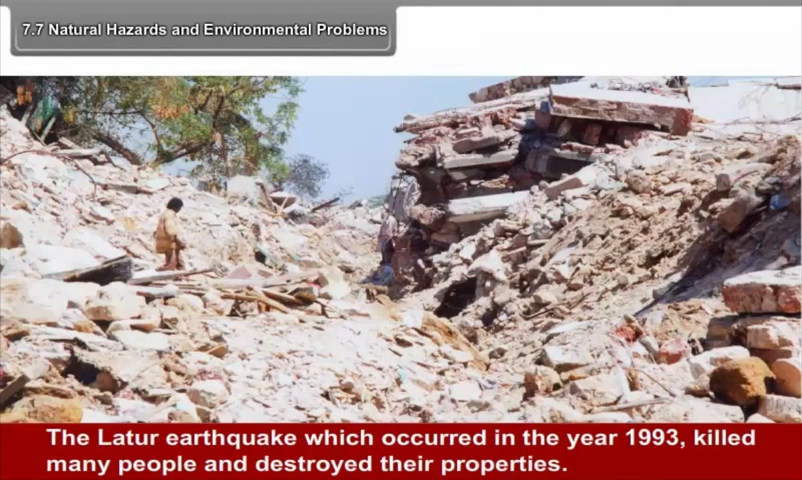 7.7 Natural Hazards and Environmental Problems
The Latur earthquake which occurred in the year 1993, killed
many people and destroyed their properties.